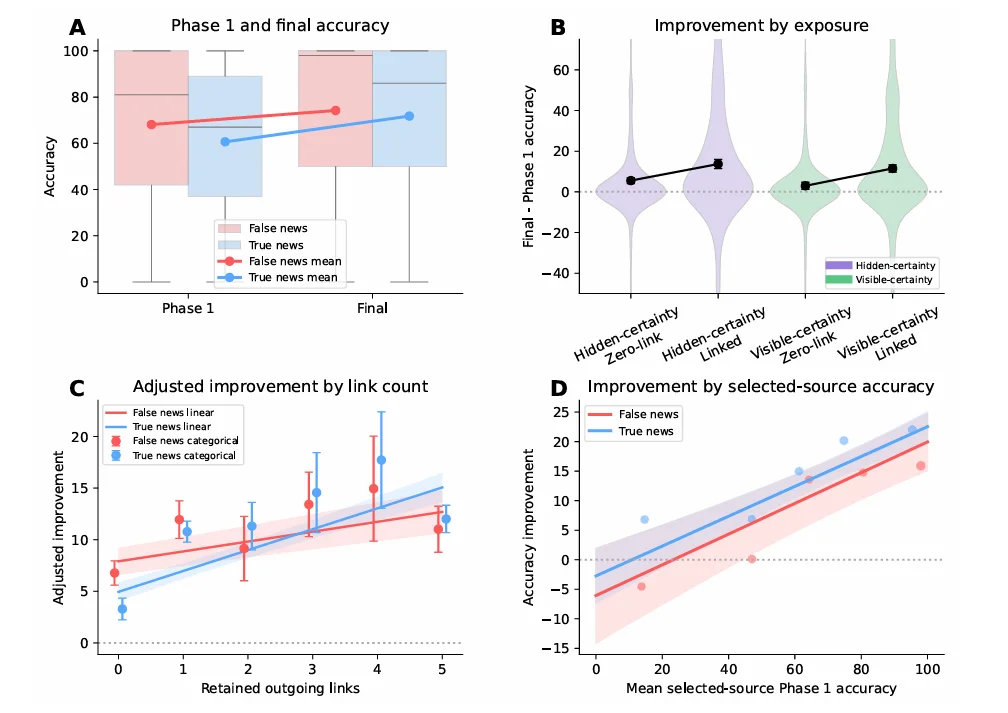 A
Phase 1 and final accuracy
Accuracy
100
80
60
40
20
0
False news
True news
False news mean
True news mean
Phase 1
Final
B
Improvement by exposure
Final - Phase 1 accuracy
60
40
20
0
−20
−40
Hidden-certainty
Visible-certainty
Hidden-certainty
Zero-link
Hidden-certainty
Linked
Visible-certainty
Zero-link
Visible-certainty
Linked
C
Adjusted improvement by link count
Adjusted improvement
False news linear
True news linear
False news categorical
True news categorical
20
15
10
5
0
0 1 2 3 4 5
Retained outgoing links
D
Improvement by selected-source accuracy
Accuracy improvement
False news
True news
25
20
15
10
5
0
−5
−10
−15
0 20 40 60 80 100
Mean selected-source Phase 1 accuracy